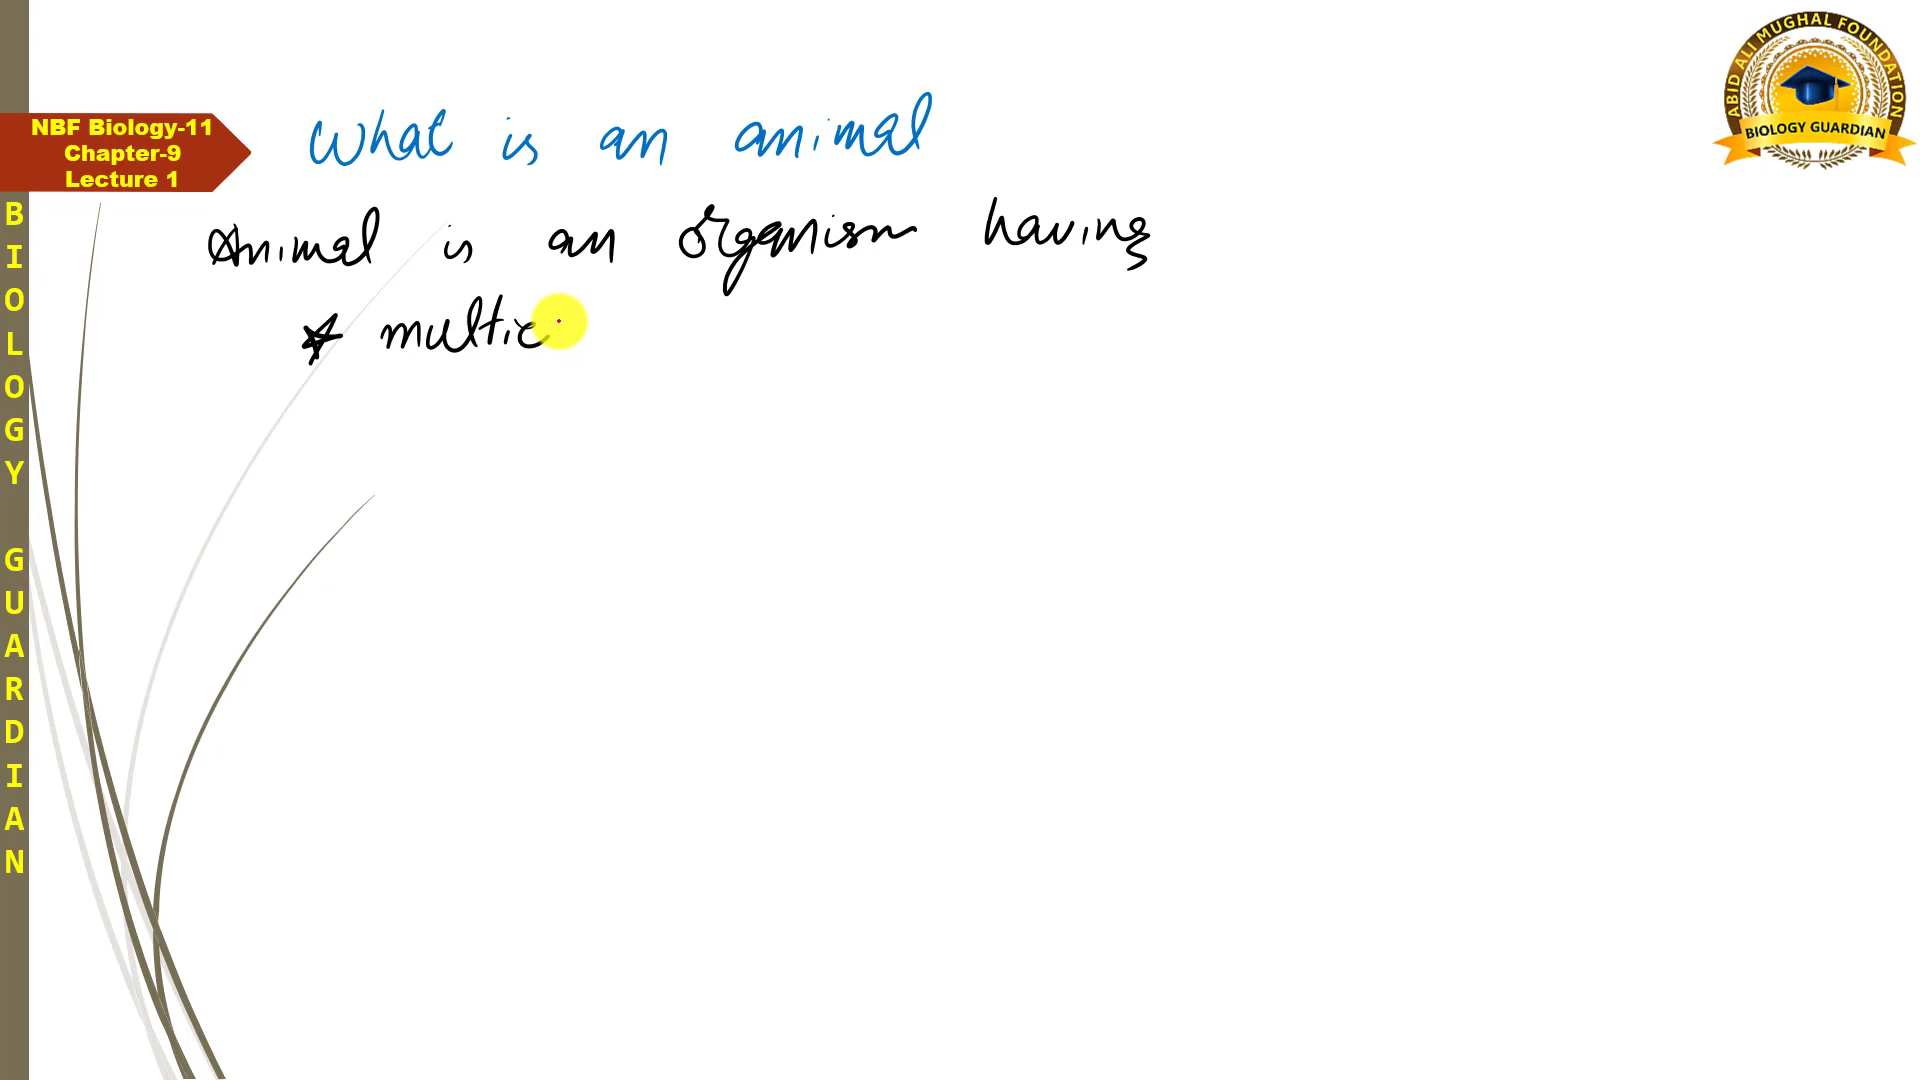 ABID ALI MUGHAL FOUNDATION
BIOLOGY GUARDIAN
NBF Biology-11
Chapter-9
Lecture 1
What is an animal
Animal is an organism having
* multic
BIOLOGY GUARDIAN